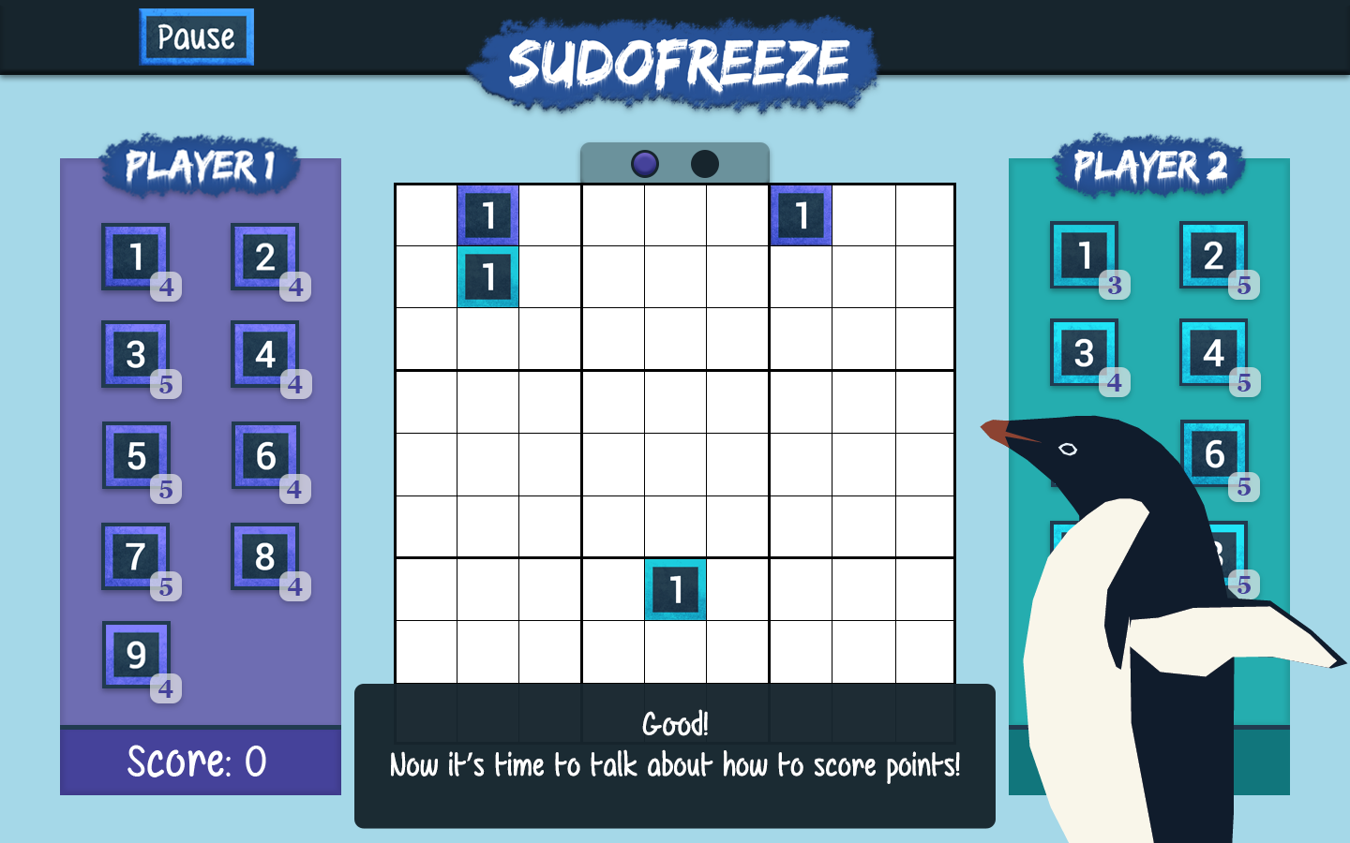 Pause
SUDOFREEZE
PLAYER 1
PLAYER 2
1 4 2 4
3 5 4 4
5 5 6 4
7 5 8 4
9 4
Score: 0
1 1
1
1
1 3 2 5
3 4 4 5
6 5
5
Good!
Now it's time to talk about how to score points!